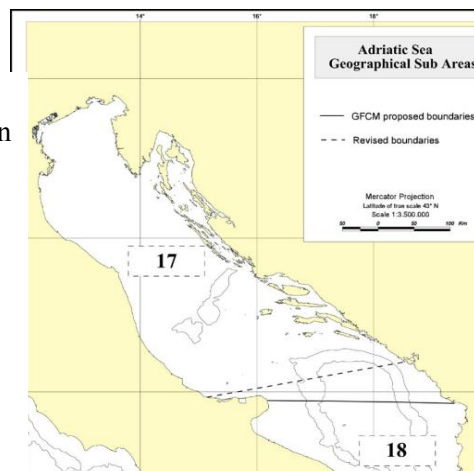 14°
16°
18°
Adriatic Sea
Geographical Sub Areas
GFCM proposed boundaries
Revised boundaries
Mercator Projection
Latitude of true scale 43° N
Scale 1:3.500.000
50 0 50 100 Km
n
17
18